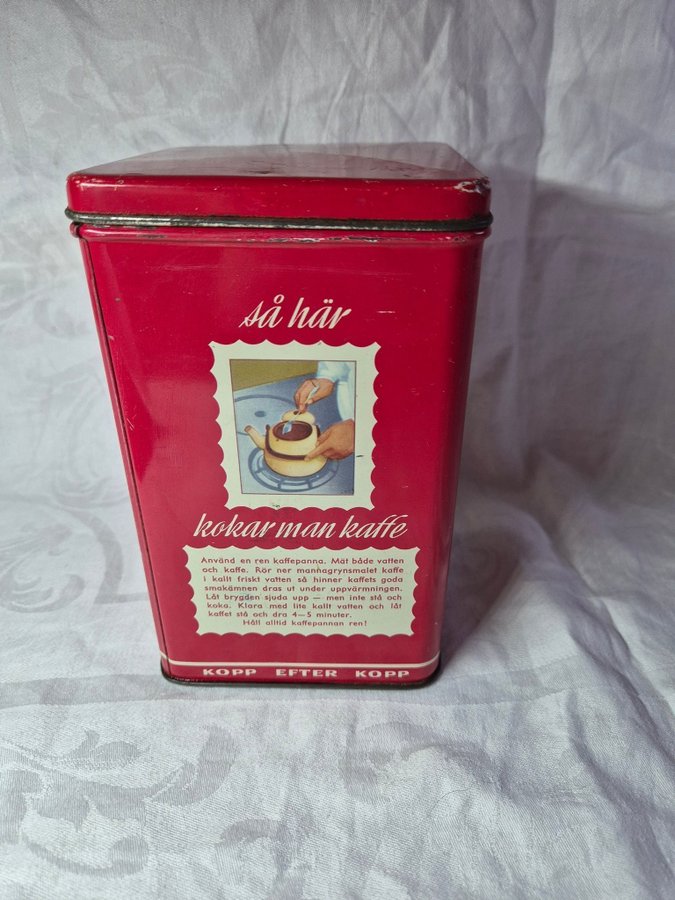 så här
kokar man kaffe
Använd en ren kaffepanna. Mät både vatten
och kaffe. Rör ner mannagrynsmalet kaffe
i kallt friskt vatten så hinner kaffets goda
smakämnen dras ut under uppvärmningen.
Låt brygden sjuda upp — men inte stå och
koka. Klara med lite kallt vatten och låt
kaffet stå och dra 4—5 minuter.
Håll alltid kaffepannan ren!
KOPP EFTER KOPP